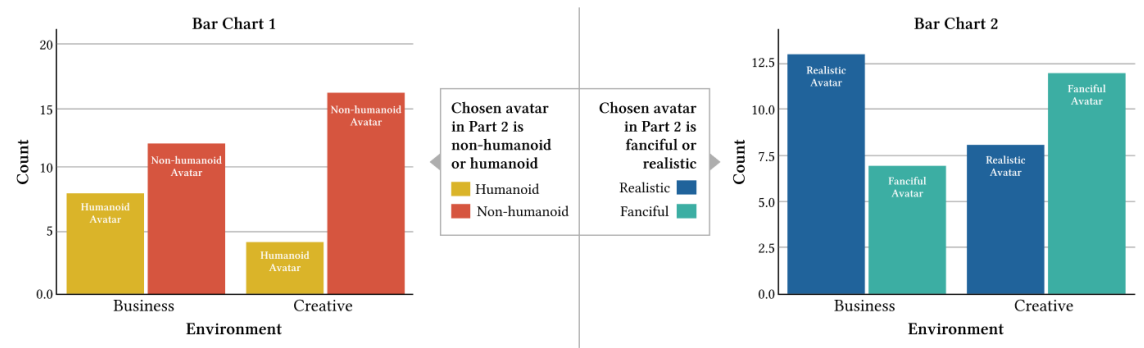 Bar Chart 1
20
15
10
5
0.0
Count
Humanoid
Avatar
Non-humanoid
Avatar
Humanoid
Avatar
Non-humanoid
Avatar
Business
Creative
Environment
Chosen avatar
in Part 2 is
non-humanoid
or humanoid
Humanoid
Non-humanoid
Chosen avatar
in Part 2 is
fanciful or
realistic
Realistic
Fanciful
Bar Chart 2
12.5
10.0
7.5
5.0
2.5
0.0
Count
Realistic
Avatar
Fanciful
Avatar
Realistic
Avatar
Fanciful
Avatar
Business
Creative
Environment